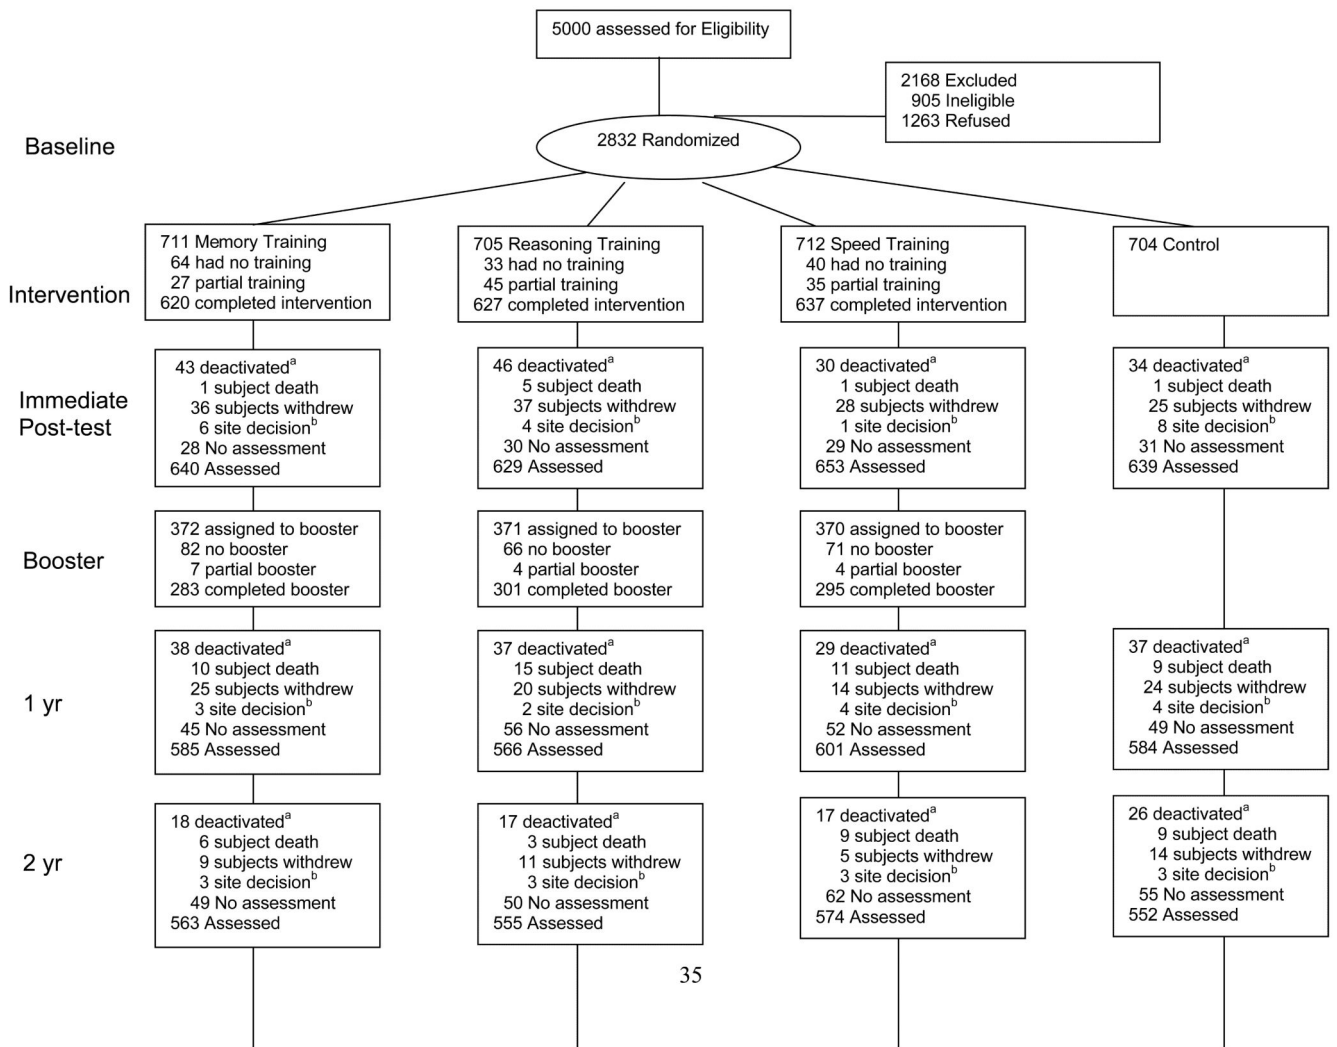 5000 assessed for Eligibility
2168 Excluded
905 Ineligible
1263 Refused
Baseline
2832 Randomized
Intervention
711 Memory Training
64 had no training
27 partial training
620 completed intervention
705 Reasoning Training
33 had no training
45 partial training
627 completed intervention
712 Speed Training
40 had no training
35 partial training
637 completed intervention
704 Control
Immediate
Post-test
43 deactivatedᵃ
1 subject death
36 subjects withdrew
6 site decisionᵇ
28 No assessment
640 Assessed
46 deactivatedᵃ
5 subject death
37 subjects withdrew
4 site decisionᵇ
30 No assessment
629 Assessed
30 deactivatedᵃ
1 subject death
28 subjects withdrew
1 site decisionᵇ
29 No assessment
653 Assessed
34 deactivatedᵃ
1 subject death
25 subjects withdrew
8 site decisionᵇ
31 No assessment
639 Assessed
Booster
372 assigned to booster
82 no booster
7 partial booster
283 completed booster
371 assigned to booster
66 no booster
4 partial booster
301 completed booster
370 assigned to booster
71 no booster
4 partial booster
295 completed booster
1 yr
38 deactivatedᵃ
10 subject death
25 subjects withdrew
3 site decisionᵇ
45 No assessment
585 Assessed
37 deactivatedᵃ
15 subject death
20 subjects withdrew
2 site decisionᵇ
56 No assessment
566 Assessed
29 deactivatedᵃ
11 subject death
14 subjects withdrew
4 site decisionᵇ
52 No assessment
601 Assessed
37 deactivatedᵃ
9 subject death
24 subjects withdrew
4 site decisionᵇ
49 No assessment
584 Assessed
2 yr
18 deactivatedᵃ
6 subject death
9 subjects withdrew
3 site decisionᵇ
49 No assessment
563 Assessed
17 deactivatedᵃ
3 subject death
11 subjects withdrew
3 site decisionᵇ
50 No assessment
555 Assessed
17 deactivatedᵃ
9 subject death
5 subjects withdrew
3 site decisionᵇ
62 No assessment
574 Assessed
26 deactivatedᵃ
9 subject death
14 subjects withdrew
3 site decisionᵇ
55 No assessment
552 Assessed
35